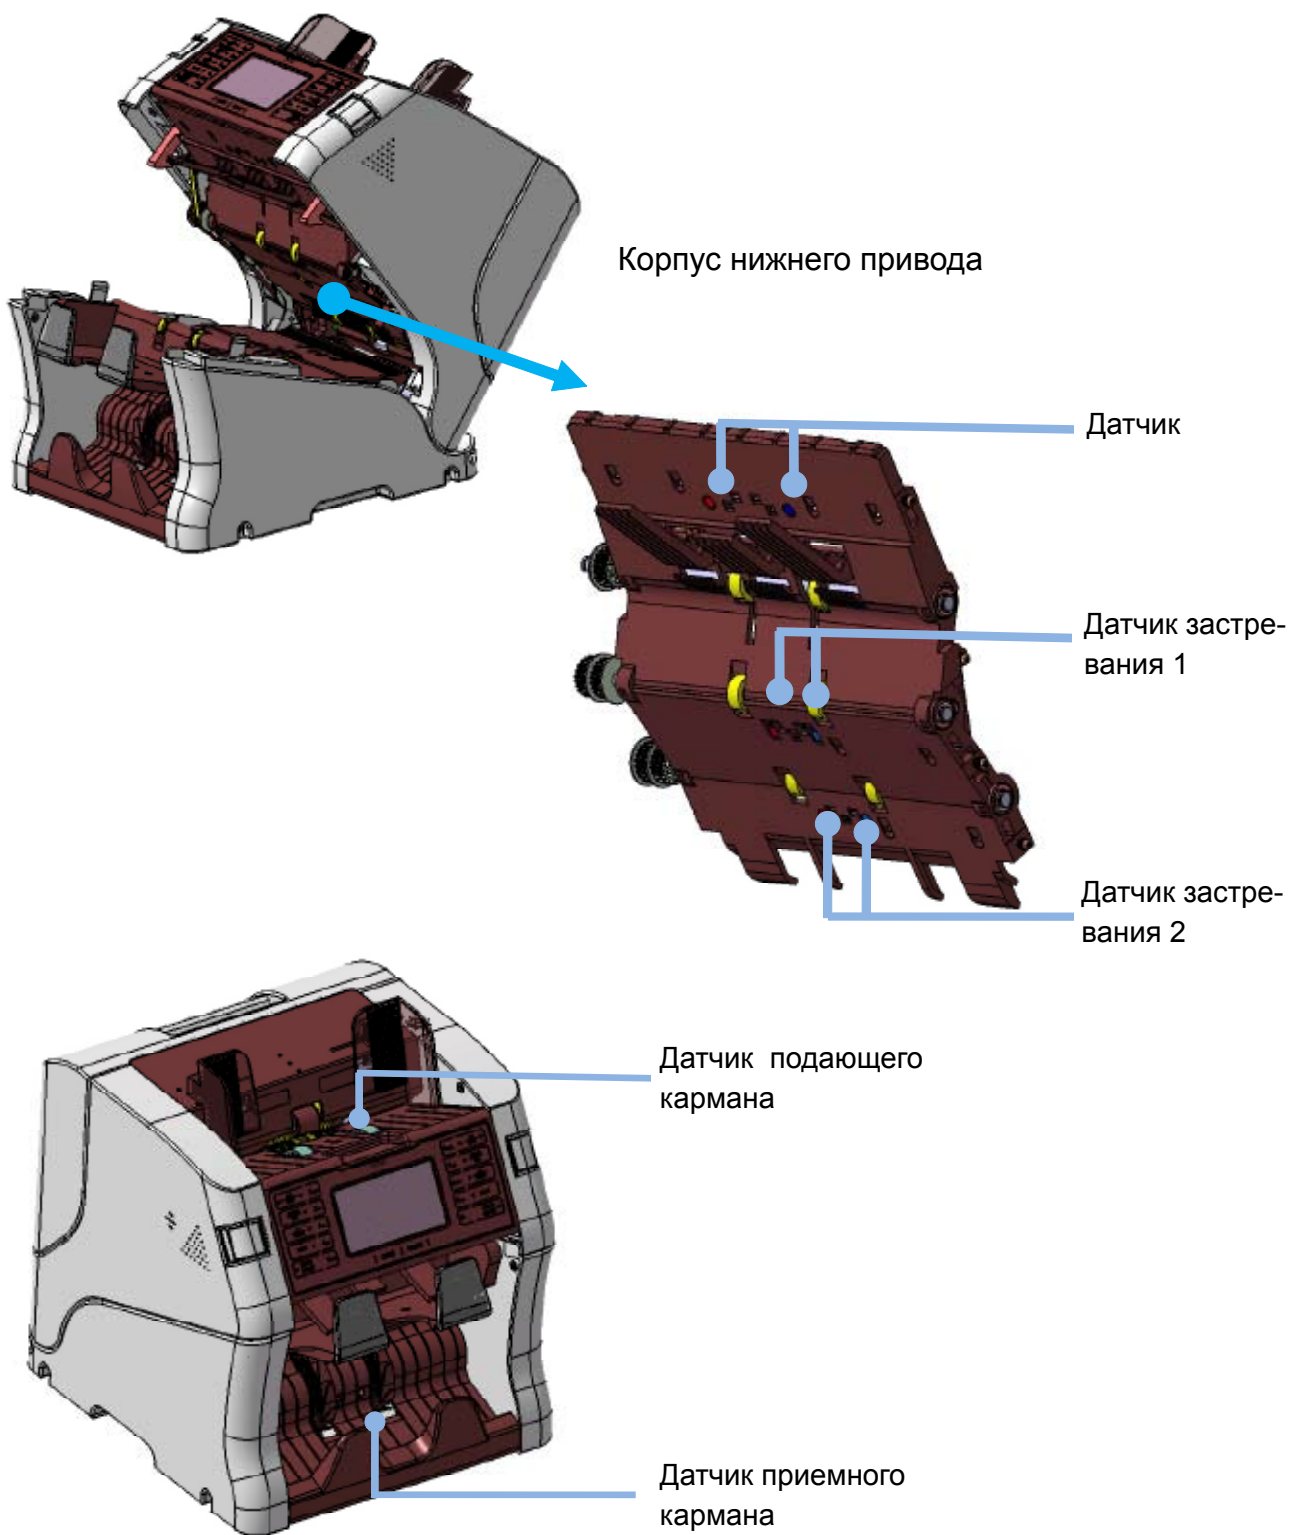 Корпус нижнего привода
Датчик
Датчик застре-
вания 1
Датчик застре-
вания 2
Датчик подающего
кармана
Датчик приемного
кармана